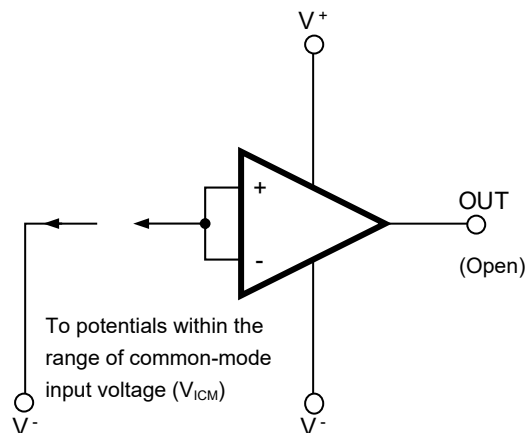 V+
+
-
OUT
(Open)
To potentials within the
range of common-mode
input voltage (VICM)
V-
V-